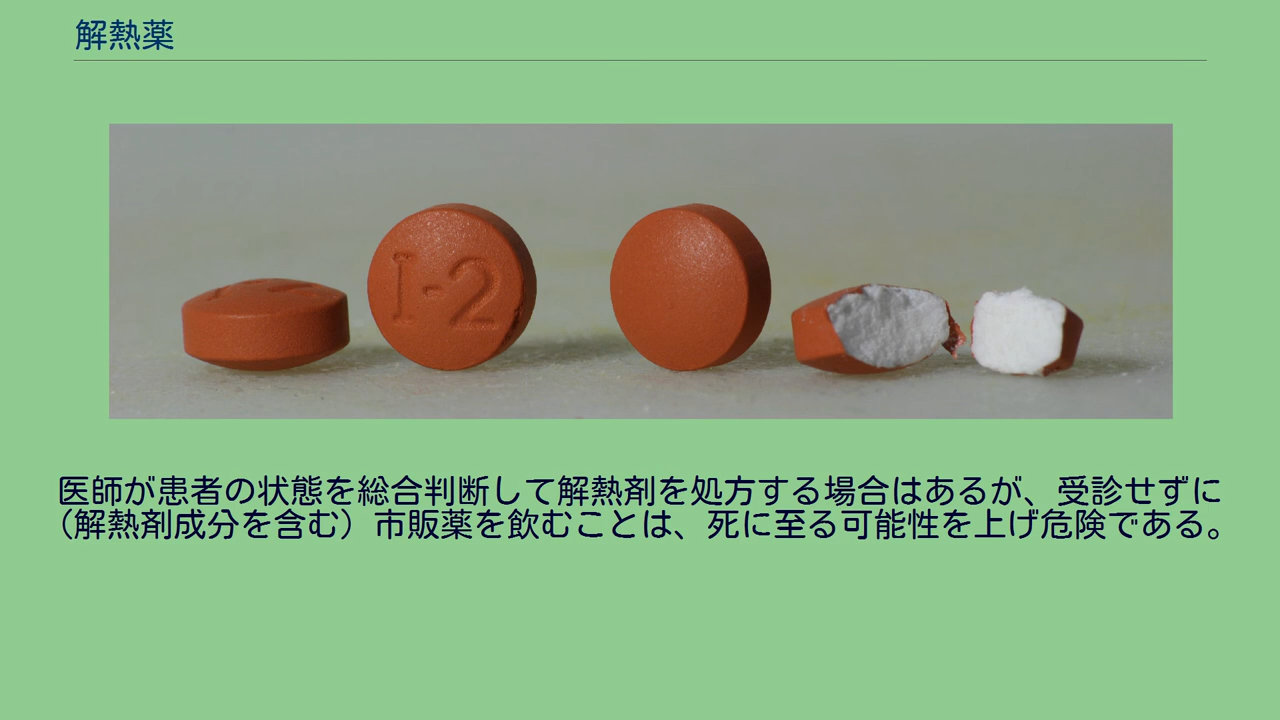 解熱薬
I-2
医師が患者の状態を総合判断して解熱剤を処方する場合はあるが、受診せずに
（解熱剤成分を含む）市販薬を飲むことは、死に至る可能性を上げ危険である。